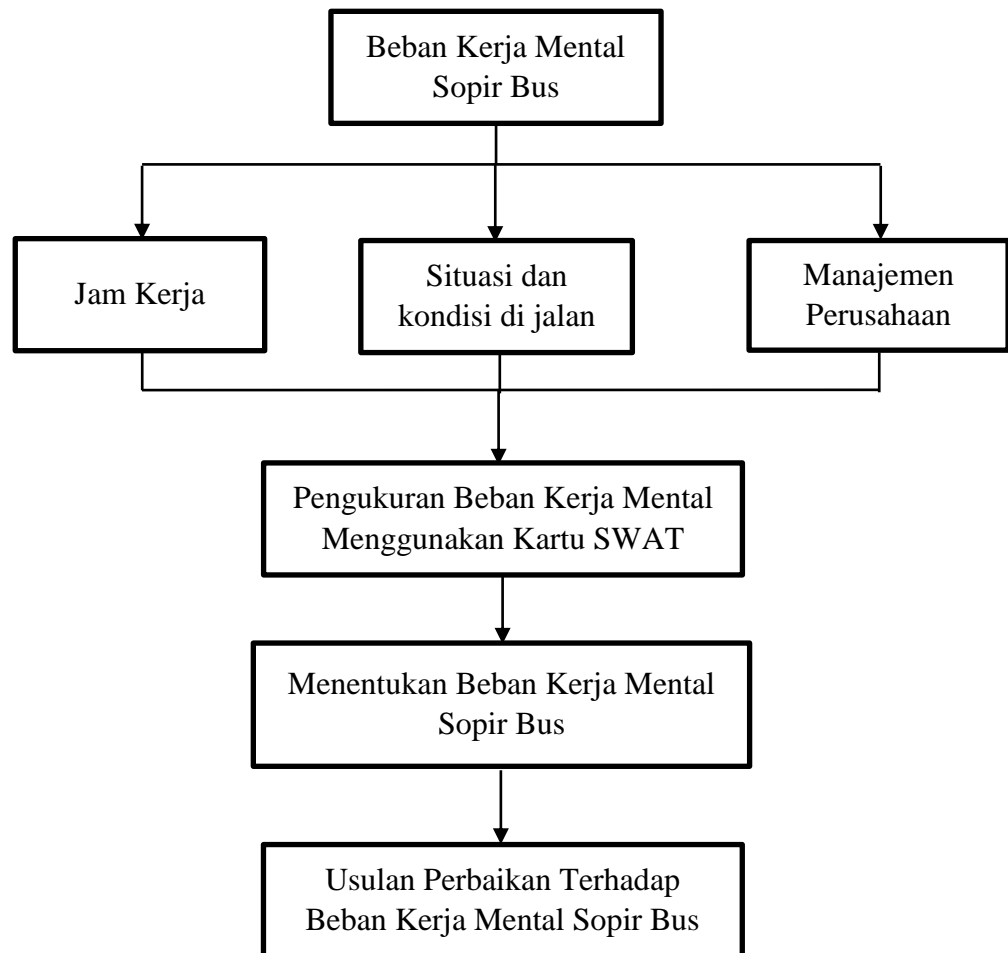 Beban Kerja Mental
Sopir Bus
Jam Kerja
Situasi dan
kondisi di jalan
Manajemen
Perusahaan
Pengukuran Beban Kerja Mental
Menggunakan Kartu SWAT
Menentukan Beban Kerja Mental
Sopir Bus
Usulan Perbaikan Terhadap
Beban Kerja Mental Sopir Bus